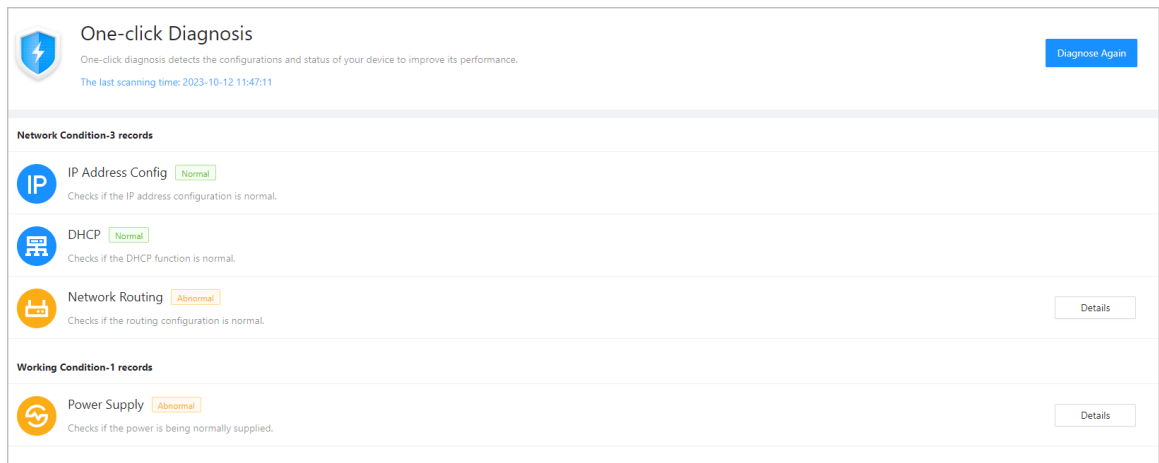 One-click Diagnosis
One-click diagnosis detects the configurations and status of your device to improve its performance.
The last scanning time: 2023-10-12 11:47:11
Diagnose Again
Network Condition-3 records
IP
IP Address Config Normal
Checks if the IP address configuration is normal.
DHCP Normal
Checks if the DHCP function is normal.
Network Routing Abnormal
Checks if the routing configuration is normal.
Details
Working Condition-1 records
Power Supply Abnormal
Checks if the power is being normally supplied.
Details